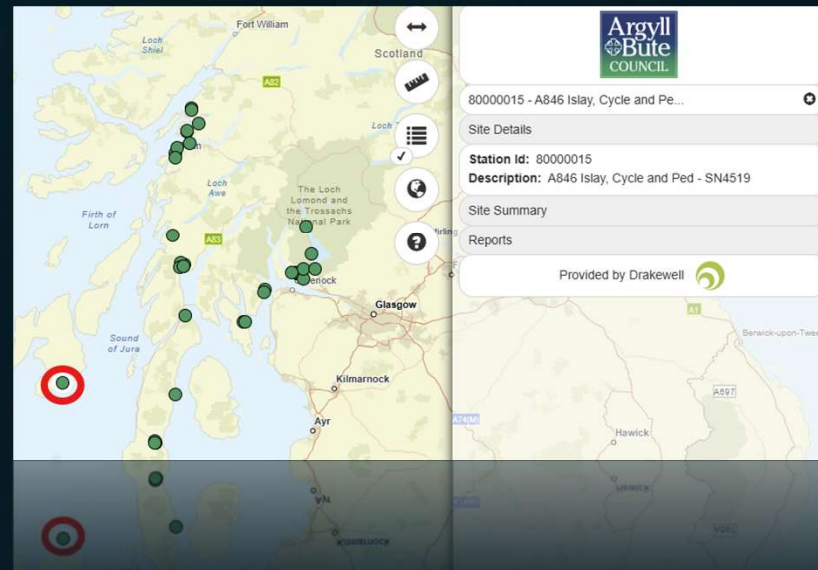 Fort William
Loch
Shiel
Scotland
A82
Loch
Awe
The Loch
Lomond and
the Trossachs
National Park
Firth of
Lorn
A83
Glasgow
Sound
of Jura
Kilmarnock
Ayr
Argyll
&Bute
COUNCIL
80000015 - A846 Islay, Cycle and Pe...
Site Details
Station Id: 80000015
Description: A846 Islay, Cycle and Ped - SN4519
Site Summary
Reports
Provided by Drakewell
A1
Berwick-upon-Twee
A697
A74(M)
Hawick